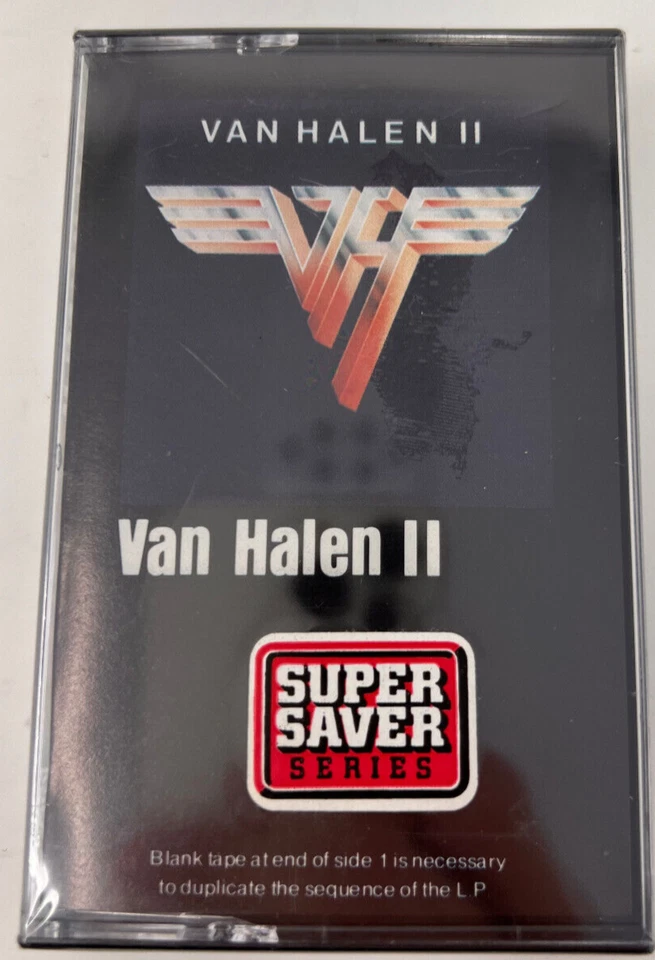 VAN HALEN II
VH
Van Halen II
SUPER
SAVER
SERIES
Blank tape at end of side 1 is necessary
to duplicate the sequence of the L.P